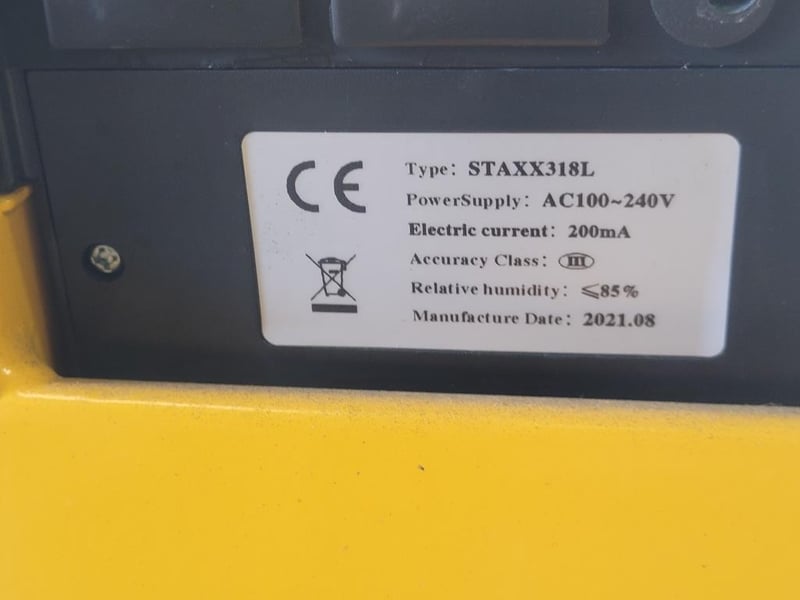 CE
Type: STAXX318L
PowerSupply: AC100~240V
Electric current: 200mA
Accuracy Class: III
Relative humidity: ⩽85%
Manufacture Date: 2021.08